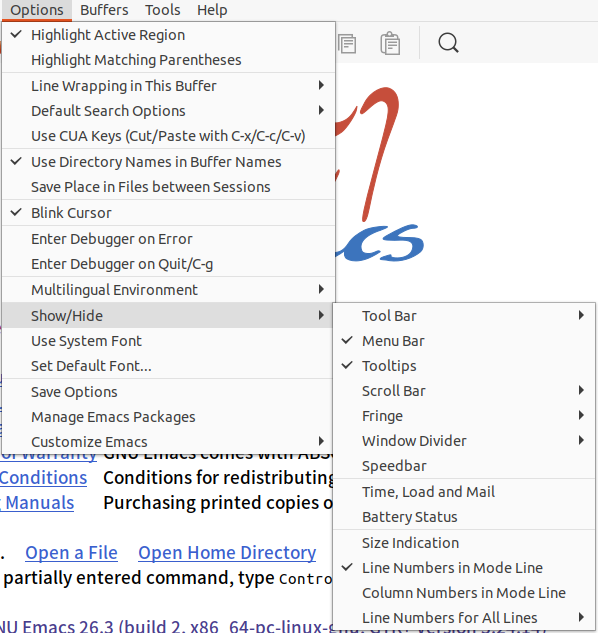 Options Buffers Tools Help
Highlight Active Region
Highlight Matching Parentheses
Line Wrapping in This Buffer
Default Search Options
Use CUA Keys (Cut/Paste with C-x/C-c/C-v)
Use Directory Names in Buffer Names
Save Place in Files between Sessions
Blink Cursor
Enter Debugger on Error
Enter Debugger on Quit/C-g
Multilingual Environment
Show/Hide
Use System Font
Set Default Font...
Save Options
Manage Emacs Packages
Customize Emacs
Tool Bar
Menu Bar
Tooltips
Scroll Bar
Fringe
Window Divider
Speedbar
Time, Load and Mail
Battery Status
Size Indication
Line Numbers in Mode Line
Column Numbers in Mode Line
Line Numbers for All Lines
cs
Warranty GNU Emacs comes with ABS
Conditions Conditions for redistributing
Manuals Purchasing printed copies o
. Open a File Open Home Directory
partially entered command, type Contro
NU Emacs 26.3 (build 2, x86_64-pc-linux-gnu, GTK+ Version 3.24.14)